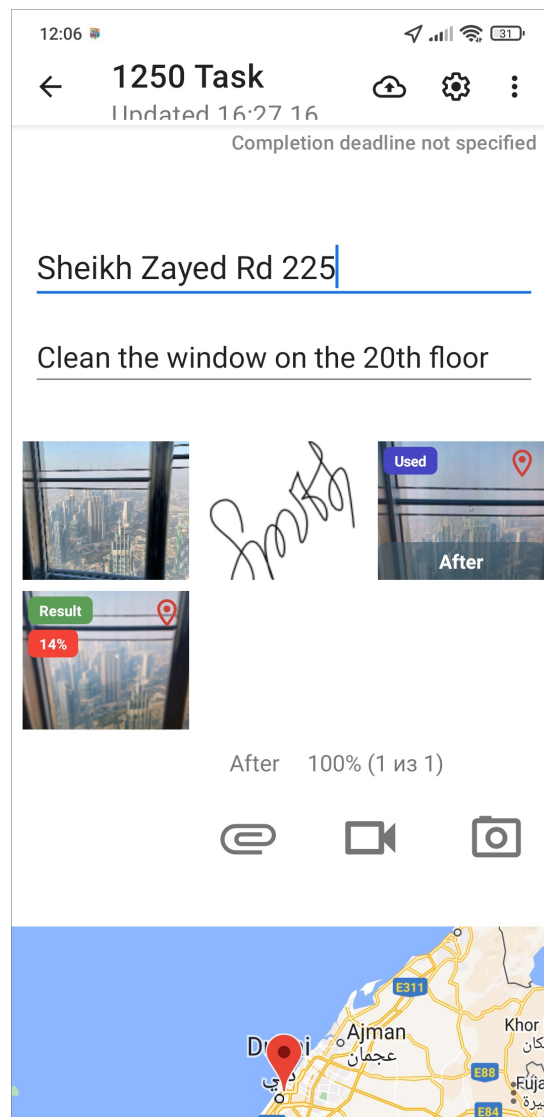 12:06
31
1250 Task
Updated 16:27 16
Completion deadline not specified
Sheikh Zayed Rd 225
Clean the window on the 20th floor
Used
After
Result
14%
After 100% (1 из 1)
E311
Ajman
عجمان
Khor
E88
E84